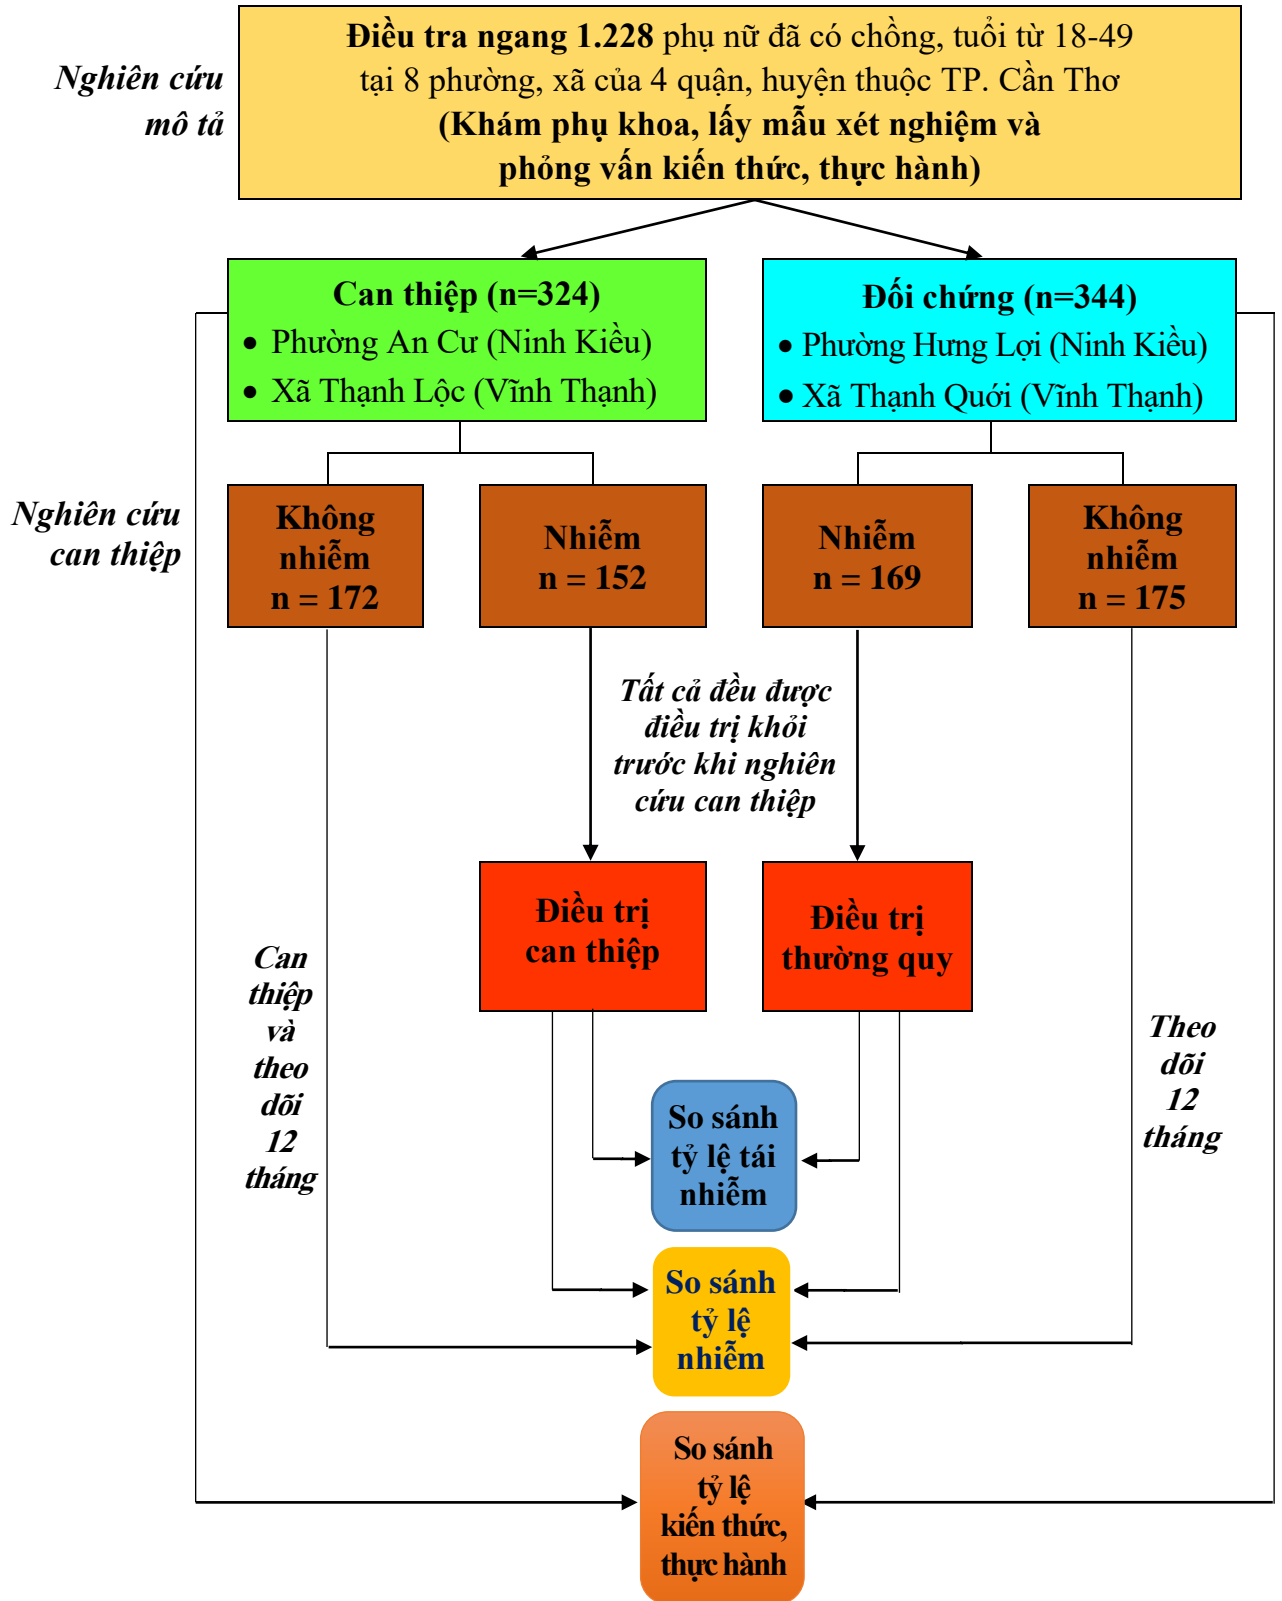 Điều tra ngang 1.228 phụ nữ đã có chồng, tuổi từ 18-49
tại 8 phường, xã của 4 quận, huyện thuộc TP. Cần Thơ
(Khám phụ khoa, lấy mẫu xét nghiệm và
phỏng vấn kiến thức, thực hành)
Nghiên cứu
mô tả
Can thiệp (n=324)
• Phường An Cư (Ninh Kiều)
• Xã Thạnh Lộc (Vĩnh Thạnh)
Đối chứng (n=344)
• Phường Hưng Lợi (Ninh Kiều)
• Xã Thạnh Quới (Vĩnh Thạnh)
Nghiên cứu
can thiệp
Không
nhiễm
n = 172
Nhiễm
n = 152
Nhiễm
n = 169
Không
nhiễm
n = 175
Tất cả đều được
điều trị khỏi
trước khi nghiên
cứu can thiệp
Điều trị
can thiệp
Điều trị
thường quy
Can
thiệp
và
theo
dõi
12
tháng
Theo
dõi
12
tháng
So sánh
tỷ lệ tái
nhiễm
So sánh
tỷ lệ
nhiễm
So sánh
tỷ lệ
kiến thức,
thực hành